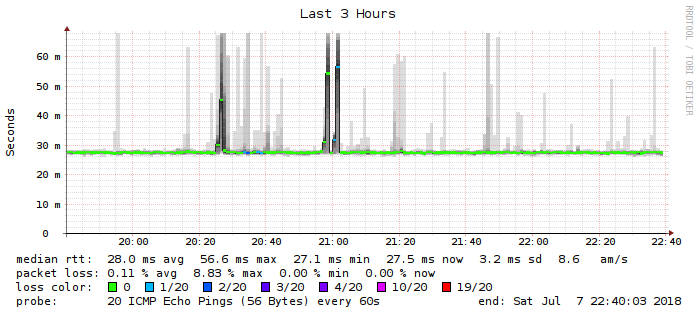 Last 3 Hours
RRDTOOL / TOBI OETIKER
Seconds
60 m
50 m
40 m
30 m
20 m
10 m
0
20:00 20:20 20:40 21:00 21:20 21:40 22:00 22:20 22:40
median rtt: 28.0 ms avg 56.6 ms max 27.1 ms min 27.5 ms now 3.2 ms sd 8.6 am/s
packet loss: 0.11 % avg 8.83 % max 0.00 % min 0.00 % now
loss color: 0 1/20 2/20 3/20 4/20 10/20 19/20
probe: 20 ICMP Echo Pings (56 Bytes) every 60s end: Sat Jul 7 22:40:03 2018